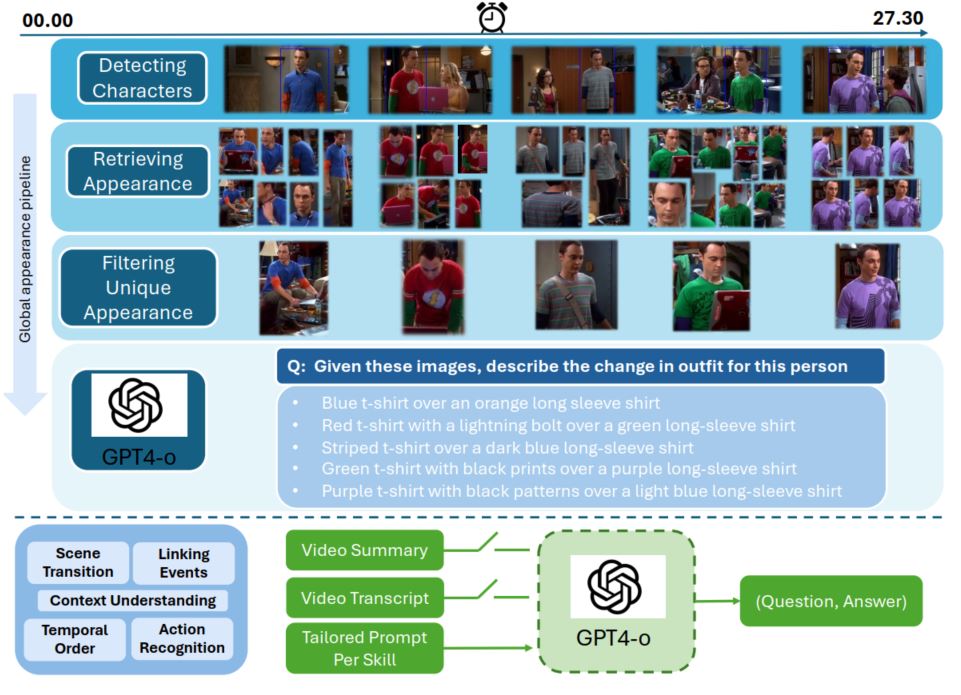 00.00
27.30
Detecting
Characters
Retrieving
Appearance
Filtering
Unique
Appearance
Global appearance pipeline
GPT4-o
Q: Given these images, describe the change in outfit for this person
• Blue t-shirt over an orange long sleeve shirt
• Red t-shirt with a lightning bolt over a green long-sleeve shirt
• Striped t-shirt over a dark blue long-sleeve shirt
• Green t-shirt with black prints over a purple long-sleeve shirt
• Purple t-shirt with black patterns over a light blue long-sleeve shirt
Scene
Transition
Linking
Events
Context Understanding
Temporal
Order
Action
Recognition
Video Summary
Video Transcript
Tailored Prompt
Per Skill
GPT4-o
(Question, Answer)